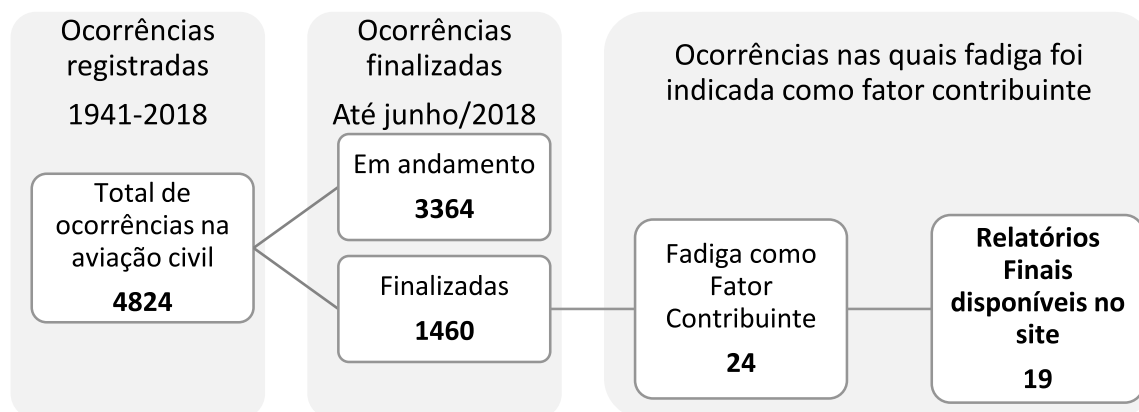 Ocorrências
registradas
1941-2018
Total de
ocorrências na
aviação civil
4824
Ocorrências
finalizadas
Até junho/2018
Em andamento
3364
Finalizadas
1460
Ocorrências nas quais fadiga foi
indicada como fator contribuinte
Fadiga como
Fator
Contribuinte
24
Relatórios
Finais
disponíveis no
site
19